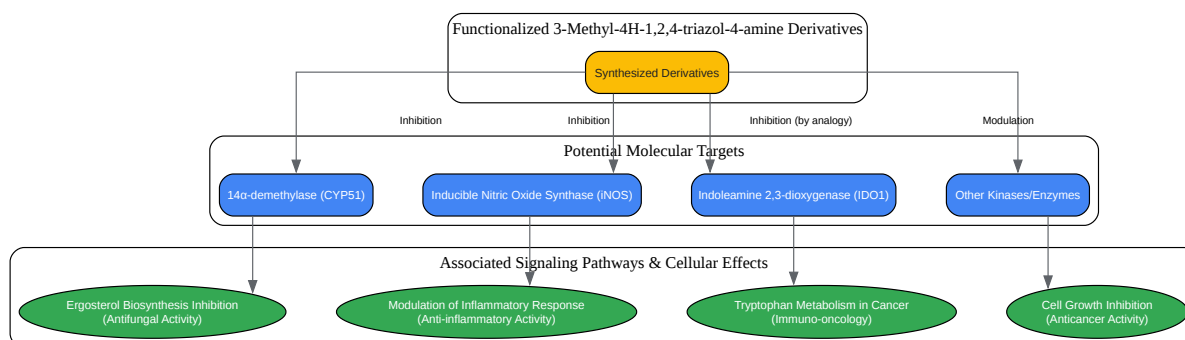 Functionalized 3-Methyl-4H-1,2,4-triazol-4-amine Derivatives
Synthesized Derivatives
Inhibition
Inhibition
Inhibition (by analogy)
Modulation
Potential Molecular Targets
14α-demethylase (CYP51)
Inducible Nitric Oxide Synthase (iNOS)
Indoleamine 2,3-dioxygenase (IDO1)
Other Kinases/Enzymes
Associated Signaling Pathways & Cellular Effects
Ergosterol Biosynthesis Inhibition
(Antifungal Activity)
Modulation of Inflammatory Response
(Anti-inflammatory Activity)
Tryptophan Metabolism in Cancer
(Immuno-oncology)
Cell Growth Inhibition
(Anticancer Activity)